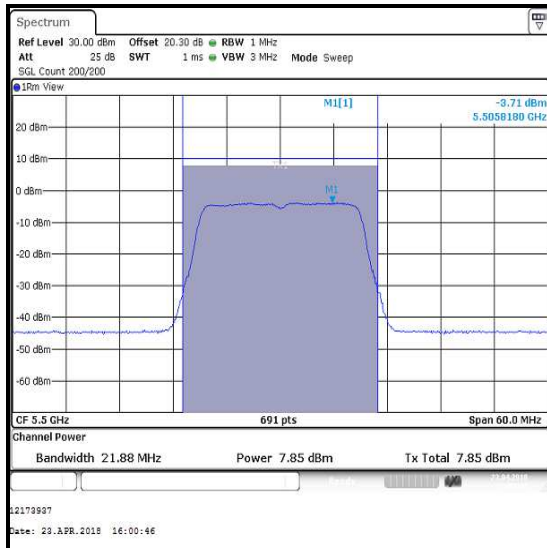 Spectrum
Ref Level 30.00 dBm Offset 20.30 dB RBW 1 MHz
Att 25 dB SWT 1 ms VBW 3 MHz Mode Sweep
SGL Count 200/200
1Rm View
M1[1] -3.71 dBm
5.5058180 GHz
20 dBm
10 dBm
0 dBm
M1
-10 dBm
-20 dBm
-30 dBm
-40 dBm
-50 dBm
-60 dBm
CF 5.5 GHz 691 pts Span 60.0 MHz
Channel Power
Bandwidth 21.88 MHz Power 7.85 dBm Tx Total 7.85 dBm
23.04.2018
12173937
Date: 23.APR.2018 16:00:46